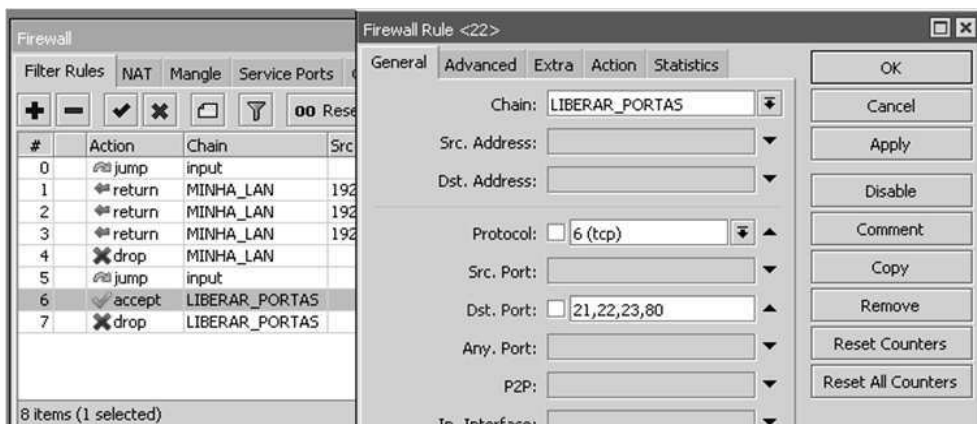 Firewall
Filter Rules NAT Mangle Service Ports
00 Rese
# Action Chain Src
0 jump input
1 return MINHA_LAN 192
2 return MINHA_LAN 192
3 return MINHA_LAN 192
4 drop MINHA_LAN
5 jump input
6 accept LIBERAR_PORTAS
7 drop LIBERAR_PORTAS
8 items (1 selected)
Firewall Rule <22>
General Advanced Extra Action Statistics
Chain: LIBERAR_PORTAS
Src. Address:
Dst. Address:
Protocol: 6 (tcp)
Src. Port:
Dst. Port: 21,22,23,80
Any. Port:
P2P:
In. Interface:
OK
Cancel
Apply
Disable
Comment
Copy
Remove
Reset Counters
Reset All Counters